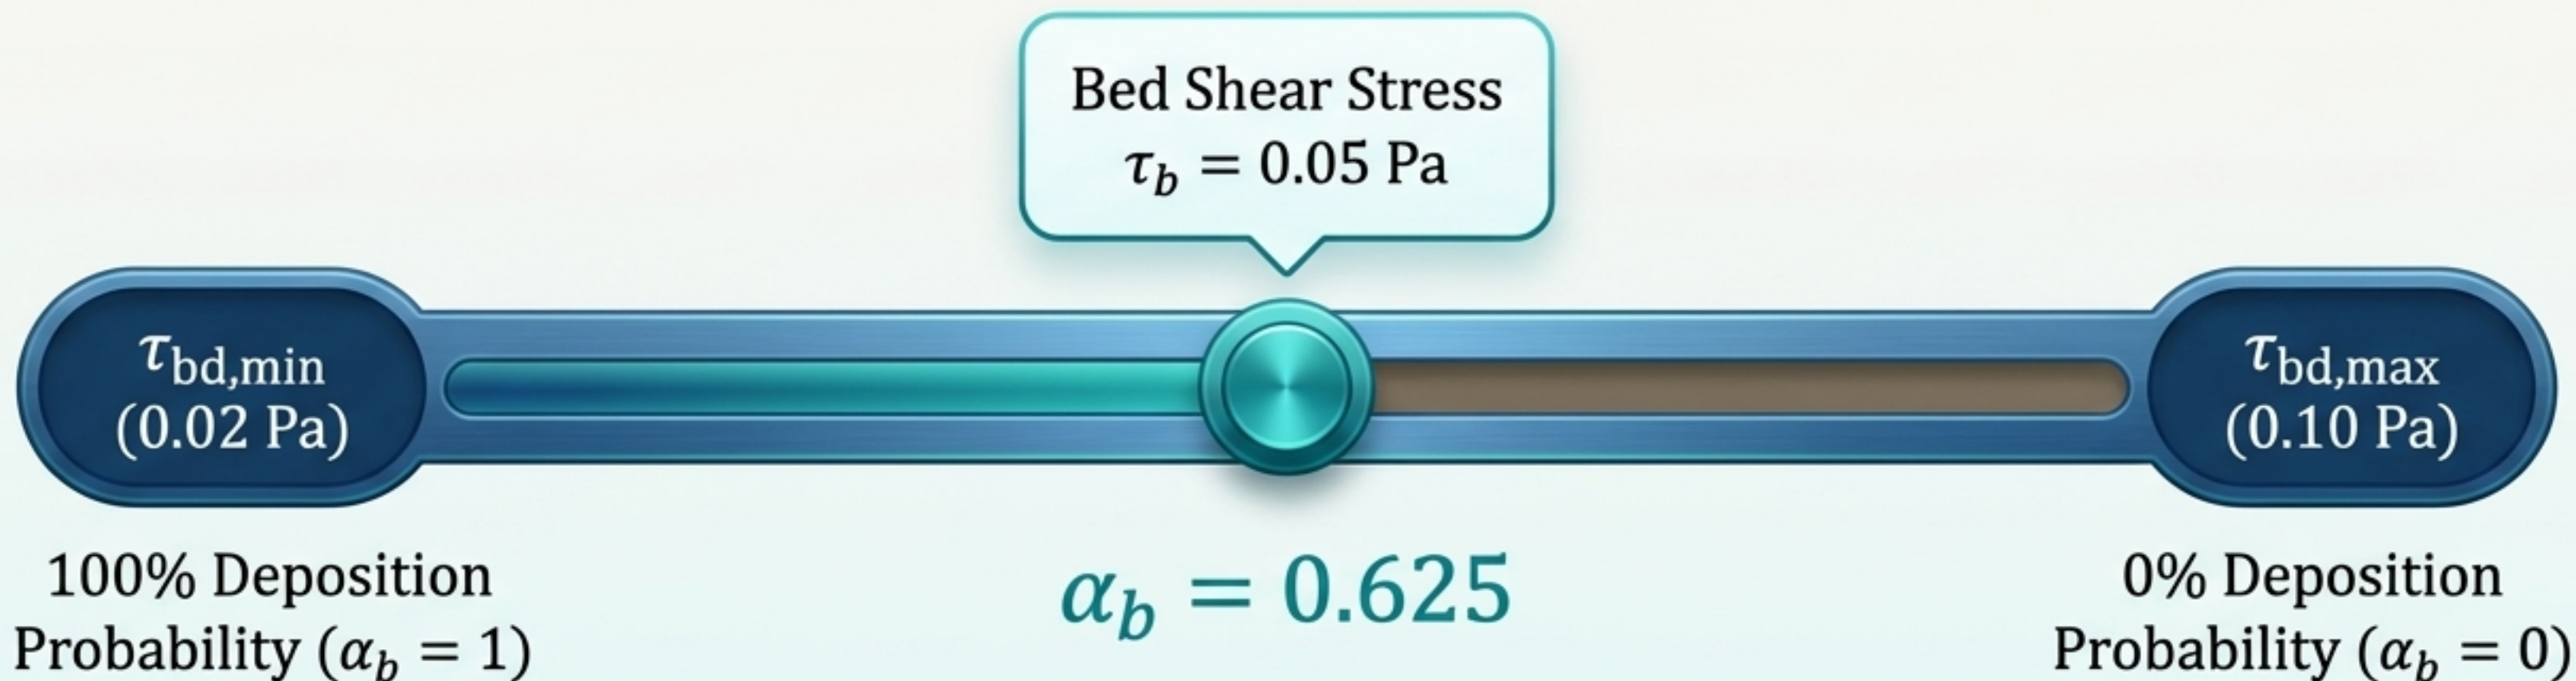 Bed Shear Stress
τ_b = 0.05 Pa
τ_bd,min
(0.02 Pa)
τ_bd,max
(0.10 Pa)
100% Deposition
Probability (α_b = 1)
α_b = 0.625
0% Deposition
Probability (α_b = 0)